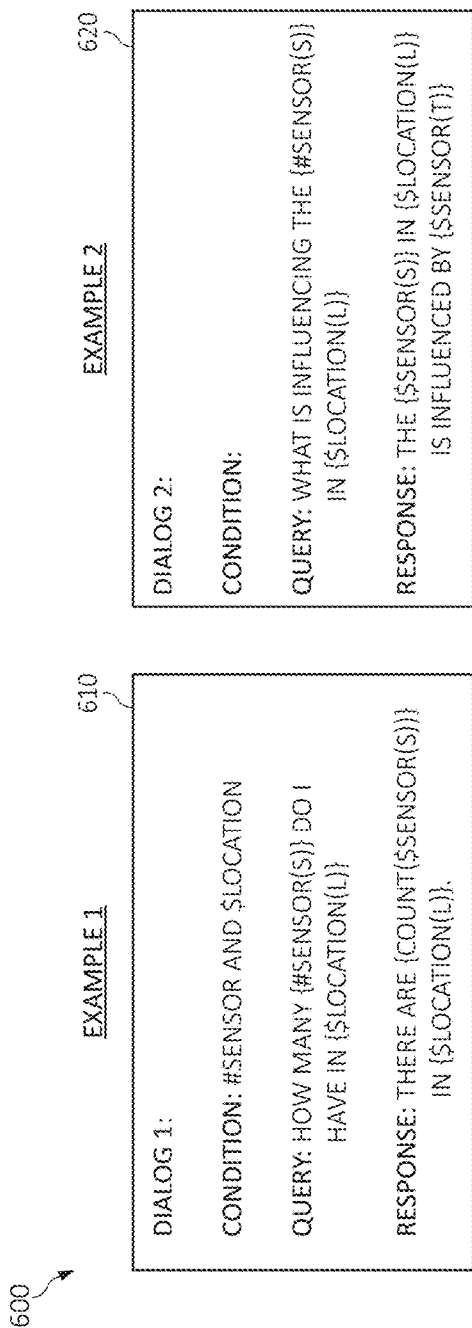 600
EXAMPLE 1
610
DIALOG 1:
CONDITION: #SENSOR AND $LOCATION
QUERY: HOW MANY {#SENSOR(S)} DO I
HAVE IN {$LOCATION(L)}
RESPONSE: THERE ARE {COUNT($SENSOR(S))}
IN {$LOCATION(L)}.
EXAMPLE 2
620
DIALOG 2:
CONDITION:
QUERY: WHAT IS INFLUENCING THE {#SENSOR(S)}
IN {$LOCATION(L)}
RESPONSE: THE {$SENSOR(S)} IN {$LOCATION(L)}
IS INFLUENCED BY {$SENSOR(T)}